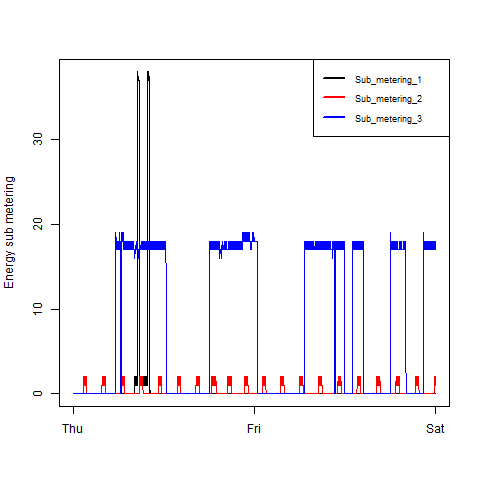 Sub_metering_1
Sub_metering_2
Sub_metering_3
Energy sub metering
30
20
10
0
Thu Fri Sat